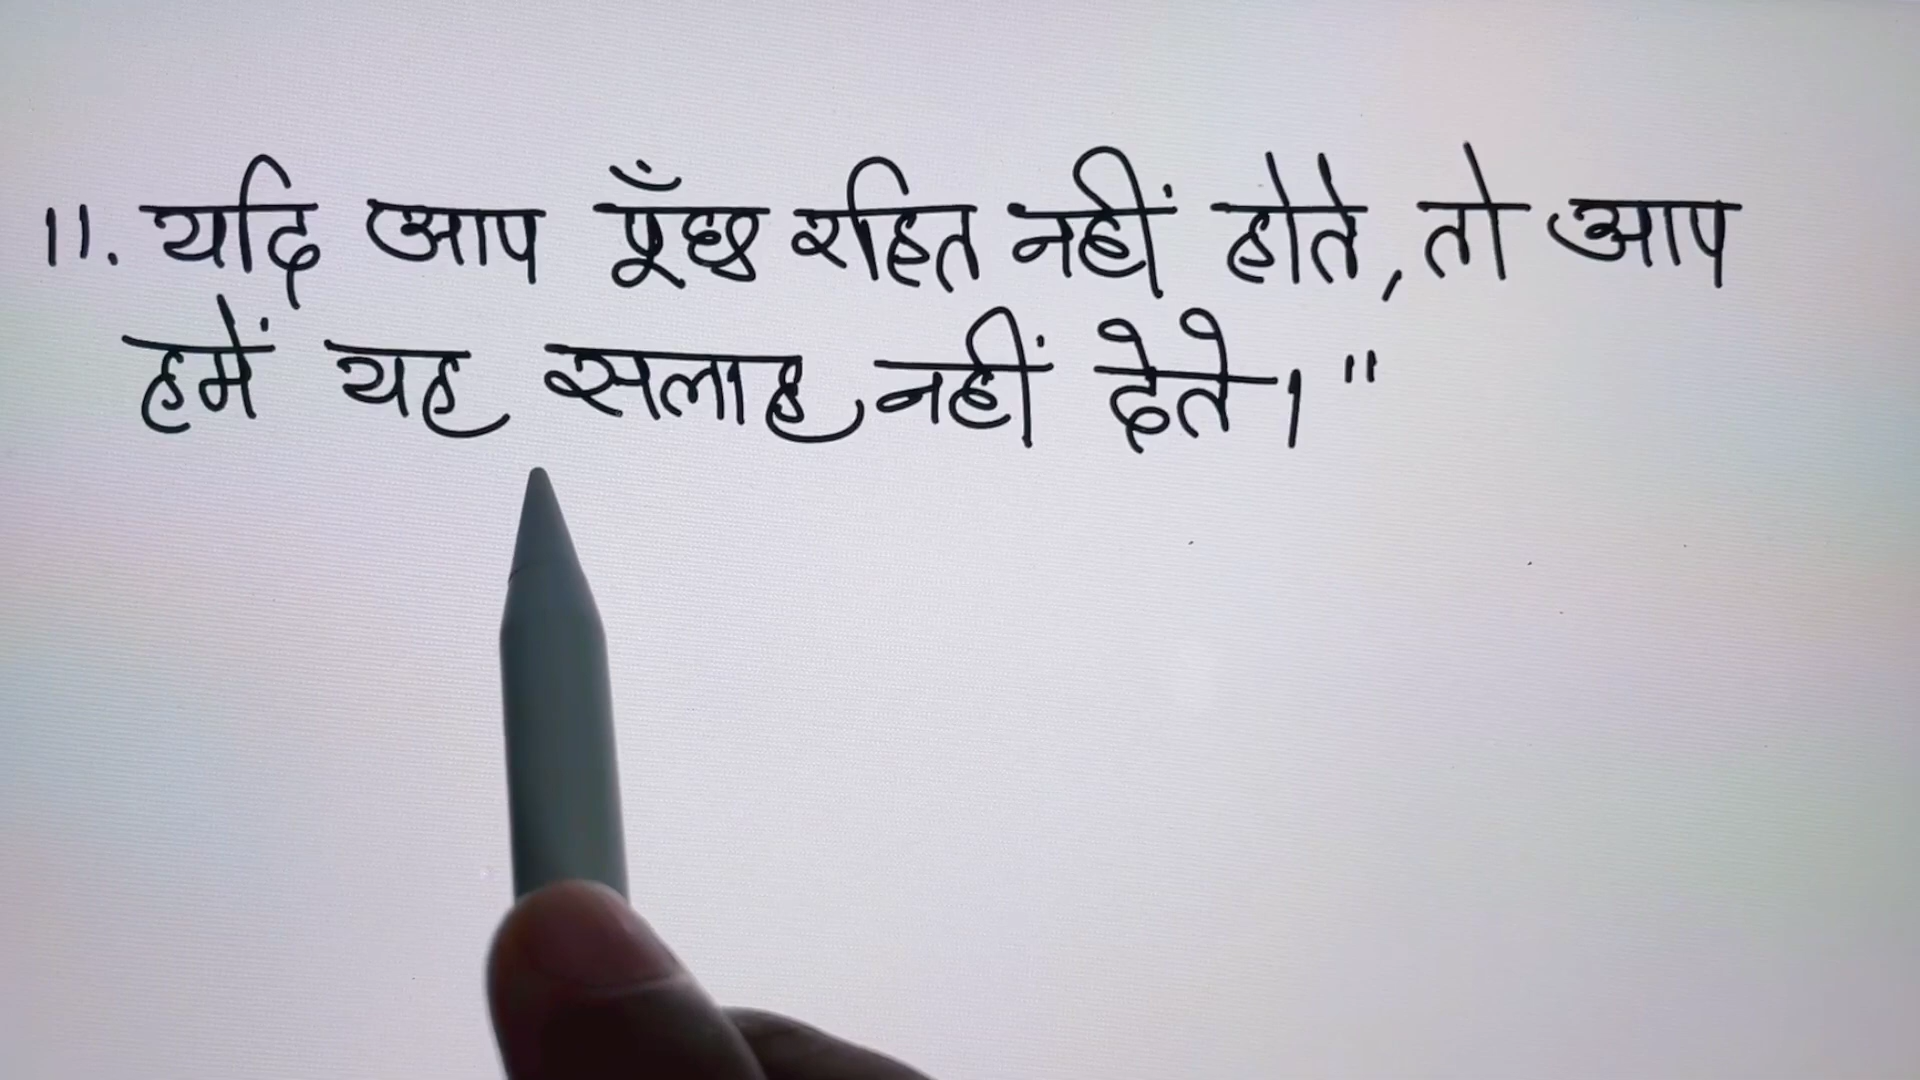 11. यदि आप पूँछ रहित नहीं होते, तो आप
हमें यह सलाह नहीं देते।"